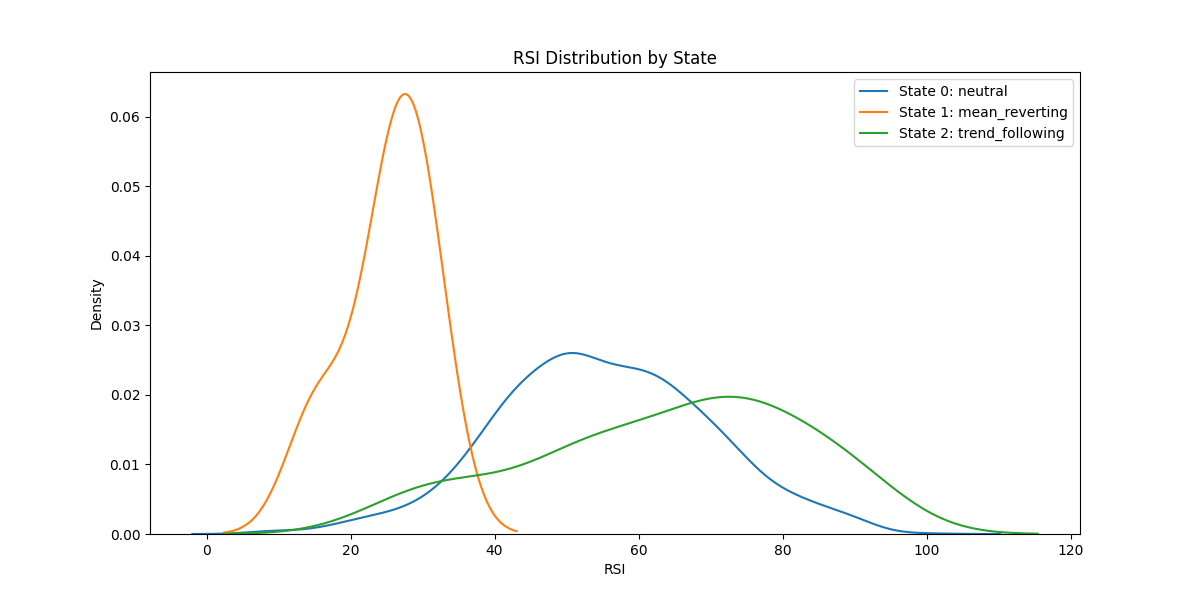 RSI Distribution by State
State 0: neutral
State 1: mean_reverting
State 2: trend_following
Density
0.06
0.05
0.04
0.03
0.02
0.01
0.00
0 20 40 60 80 100 120
RSI